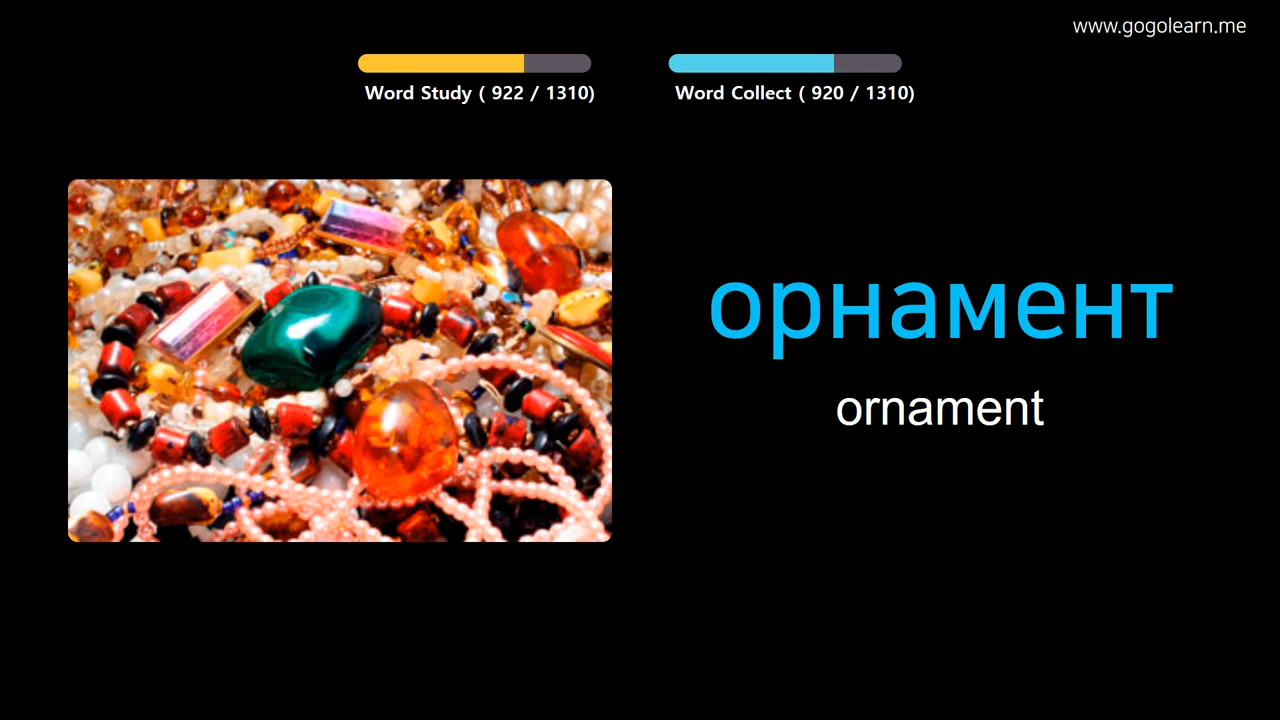 www.gogolearn.me
Word Study ( 922 / 1310)
Word Collect ( 920 / 1310)
орнамент
ornament